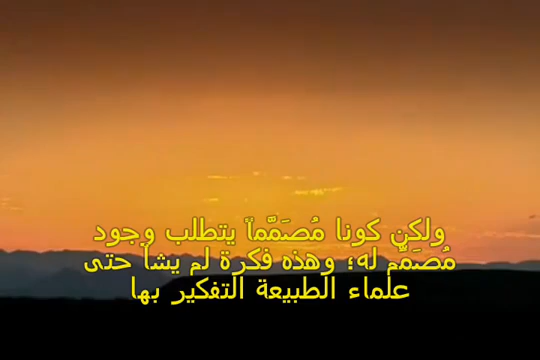 ولكن كونا مُصَمَّماً يتطلب وجود
مُصَمِّم له؛ وهذه فكرة لم يشأ حتى
علماء الطبيعة التفكير بها